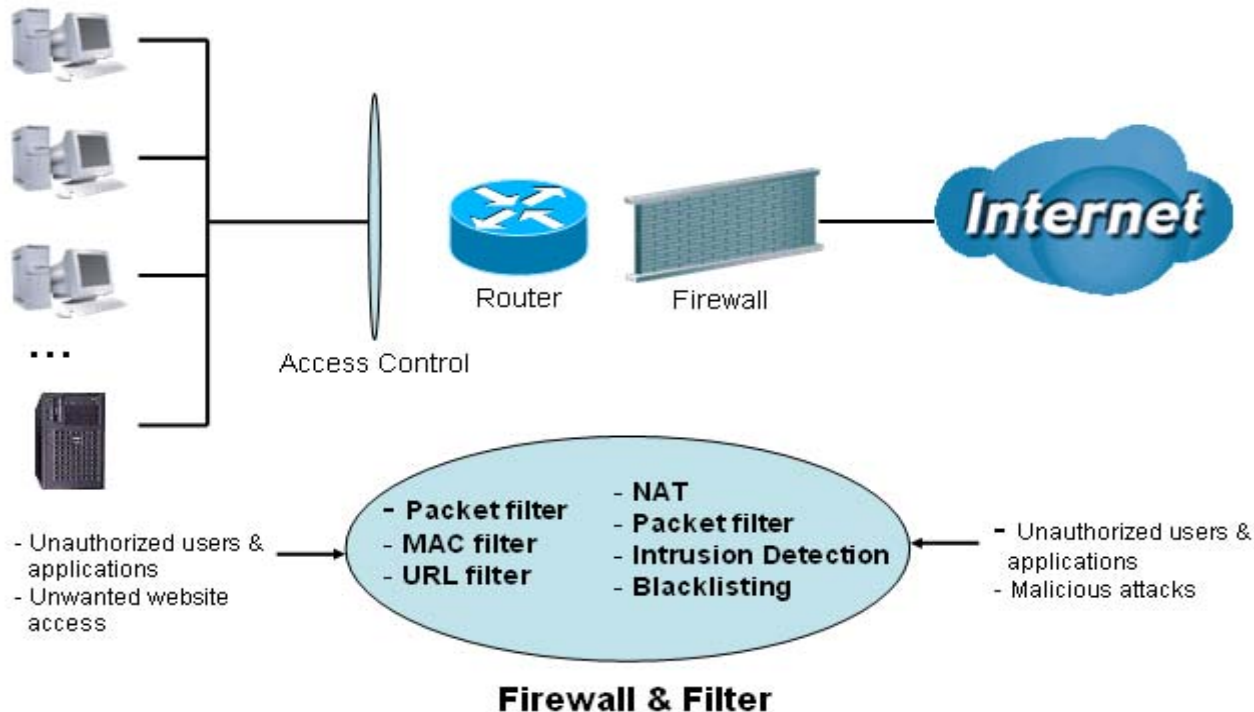 Internet
Router
Firewall
...
Access Control
- Packet filter
- MAC filter
- URL filter
- NAT
- Packet filter
- Intrusion Detection
- Blacklisting
- Unauthorized users &
applications
- Unwanted website
access
- Unauthorized users &
applications
- Malicious attacks
Firewall & Filter